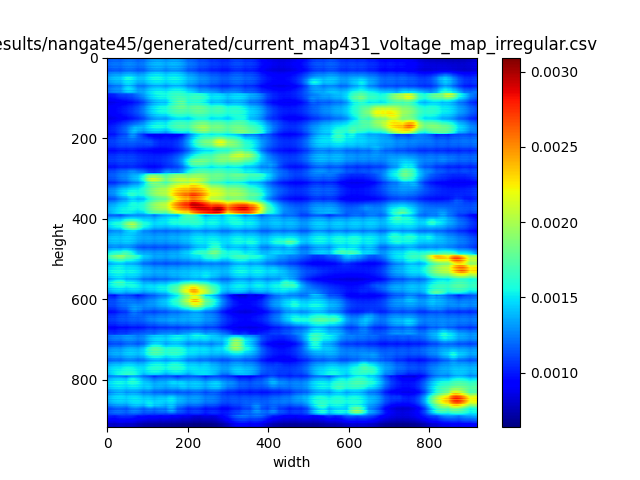 esults/nangate45/generated/current_map431_voltage_map_irregular.csv
0
200
400
600
800
height
0 200 400 600 800
width
0.0030
0.0025
0.0020
0.0015
0.0010